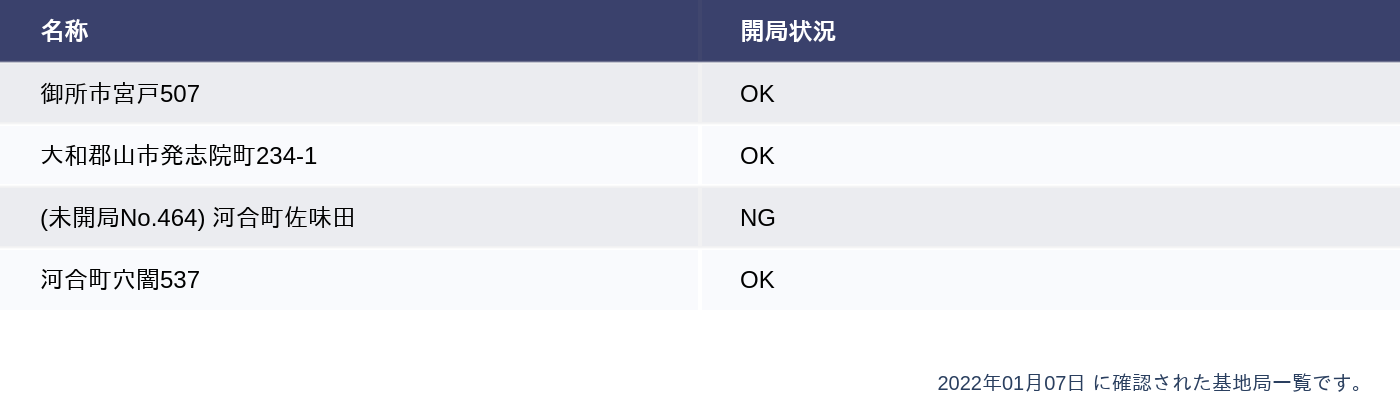 名称 開局状況
御所市宮戸507 OK
大和郡山市発志院町234-1 OK
(未開局No.464) 河合町佐味田 NG
河合町穴闇537 OK
2022年01月07日 に確認された基地局一覧です。